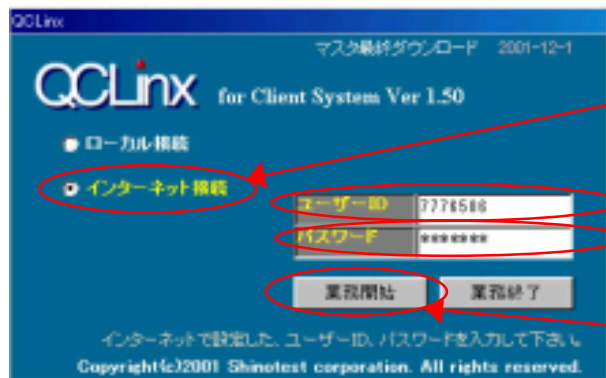 QCLinx
マスタ最終ダウンロード 2001-12-1
QCLinx for Client System Ver 1.50
ローカル接続
インターネット接続
ユーザーID 7776506
パスワード *******
業務開始 業務終了
インターネットで設定した、ユーザーID、パスワードを入力して下さい。
Copyright(c)2001 Shinotest corporation. All rights reserved.